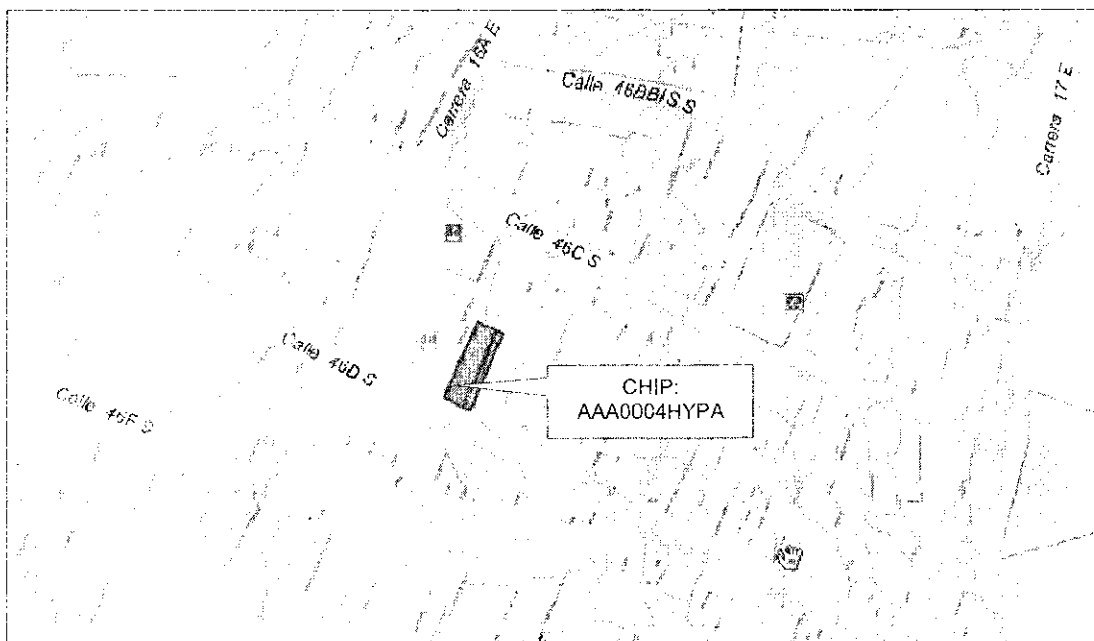 Carrera 16A E
Calle 46BBIS S
Carrera 17 E
Calle 46C S
Calle 46D S
Calle 46F S
CHIP:
AAA0004HYPA